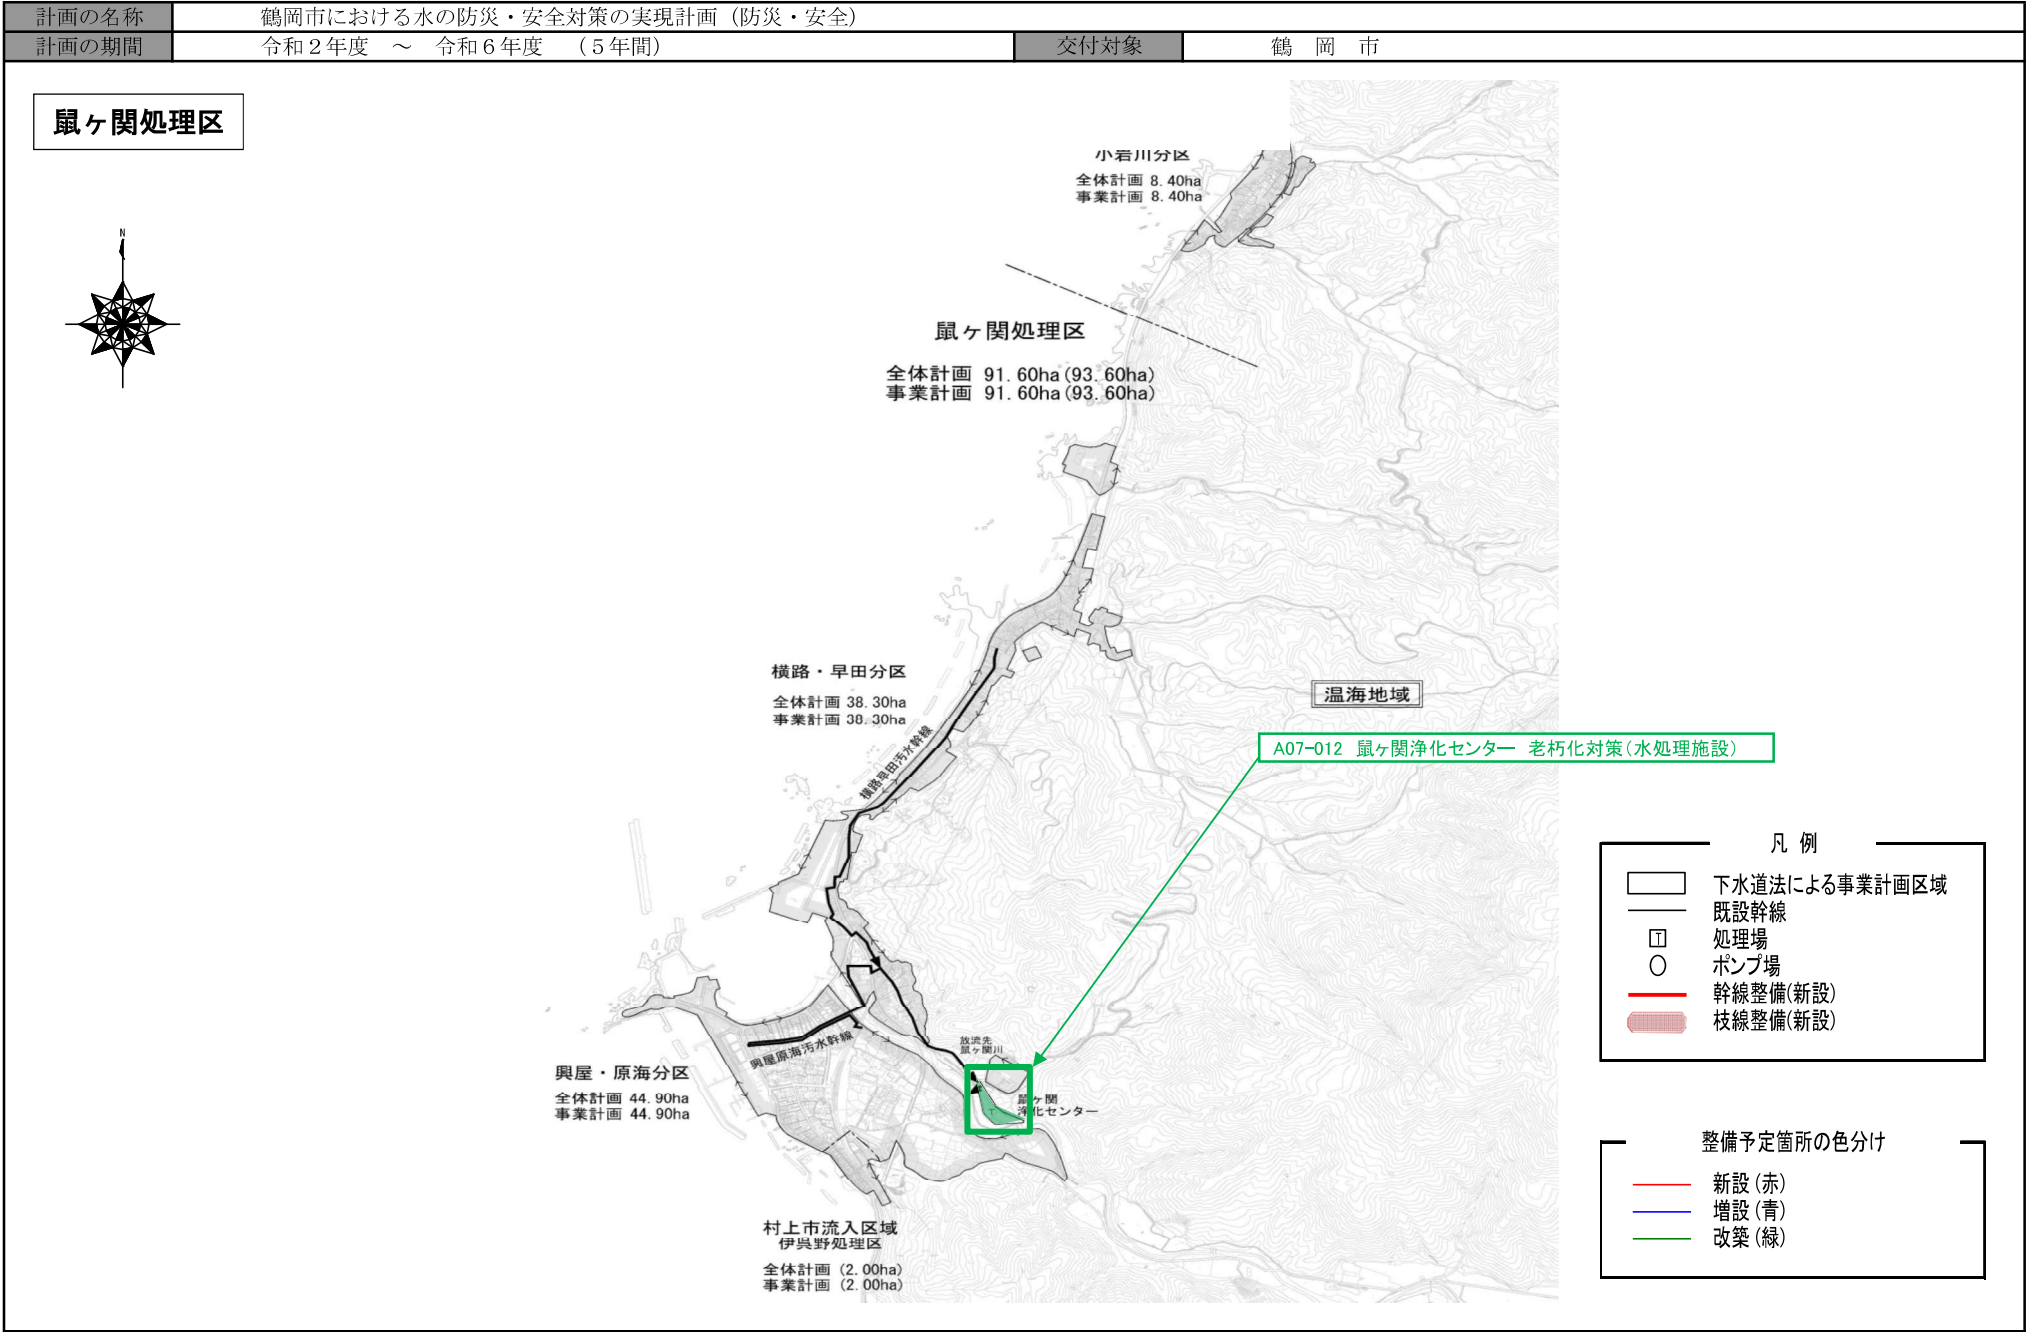 計画の名称 鶴岡市における水の防災・安全対策の実現計画（防災・安全）
計画の期間 令和２年度 ～ 令和６年度 （５年間） 交付対象 鶴 岡 市
鼠ヶ関処理区
N
小岩川分区
全体計画 8.40ha
事業計画 8.40ha
鼠ヶ関処理区
全体計画 91.60ha(93.60ha)
事業計画 91.60ha(93.60ha)
横路・早田分区
全体計画 38.30ha
事業計画 38.30ha
横路早田汚水幹線
温海地域
A07-012 鼠ヶ関浄化センター 老朽化対策(水処理施設)
放流先
鼠ヶ関川
鼠ヶ関
浄化センター
T
興屋原海汚水幹線
興屋・原海分区
全体計画 44.90ha
事業計画 44.90ha
村上市流入区域
伊呉野処理区
全体計画 (2.00ha)
事業計画 (2.00ha)
凡 例
下水道法による事業計画区域
既設幹線
T 処理場
ポンプ場
幹線整備(新設)
枝線整備(新設)
整備予定箇所の色分け
新設(赤)
増設(青)
改築(緑)